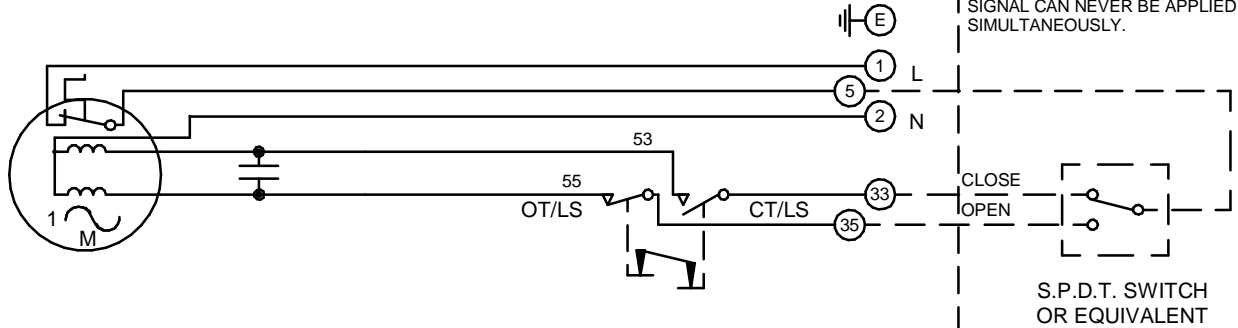 SIGNAL CAN NEVER BE APPLIED
SIMULTANEOUSLY.
E
1
L
5
2
N
53
55
OT/LS
CT/LS
33
35
CLOSE
OPEN
1
M
S.P.D.T. SWITCH
OR EQUIVALENT